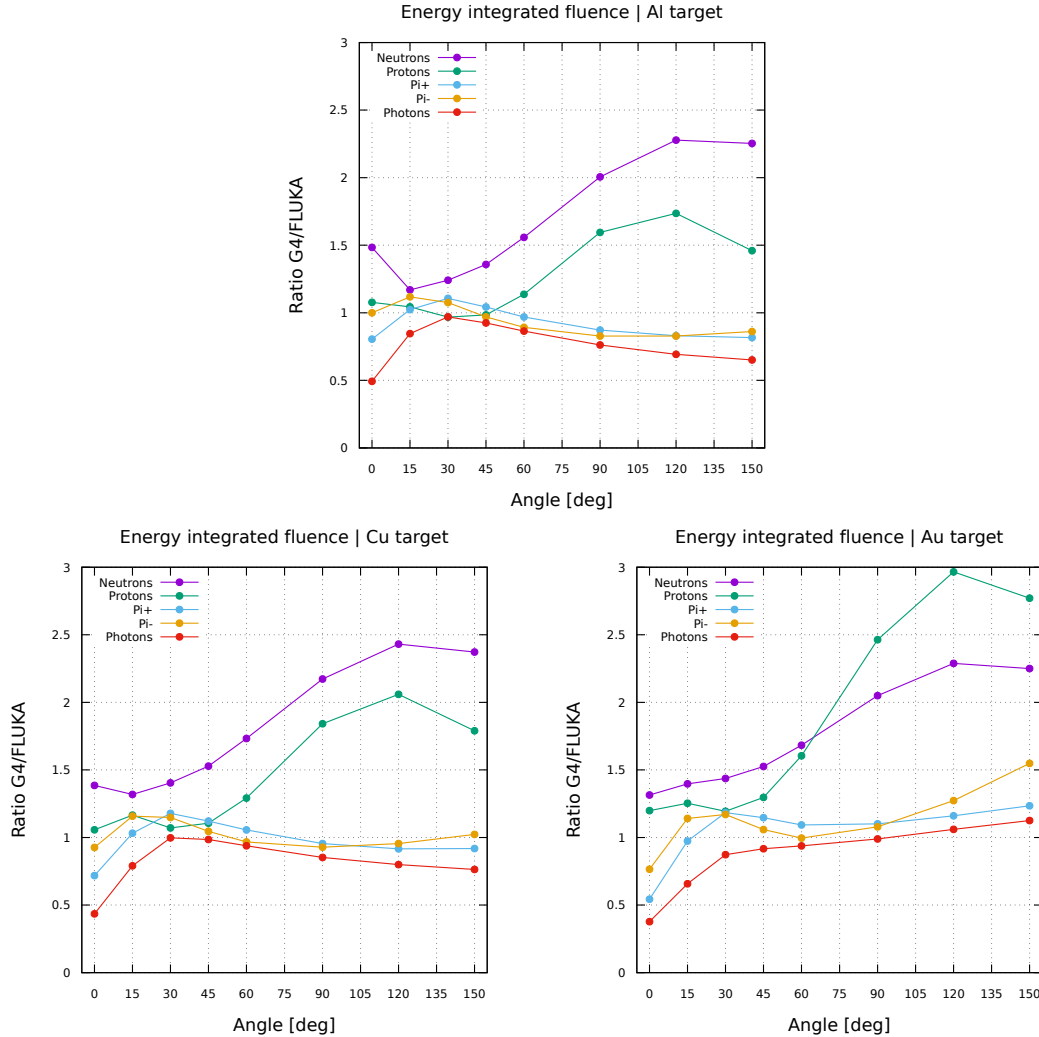 Energy integrated fluence | Al target
Ratio G4/FLUKA
3
2.5
2
1.5
1
0.5
0
Neutrons
Protons
Pi+
Pi-
Photons
0 15 30 45 60 75 90 105 120 135 150
Angle [deg]
Energy integrated fluence | Cu target
Ratio G4/FLUKA
3
2.5
2
1.5
1
0.5
0
Neutrons
Protons
Pi+
Pi-
Photons
0 15 30 45 60 75 90 105 120 135 150
Angle [deg]
Energy integrated fluence | Au target
Ratio G4/FLUKA
3
2.5
2
1.5
1
0.5
0
Neutrons
Protons
Pi+
Pi-
Photons
0 15 30 45 60 75 90 105 120 135 150
Angle [deg]